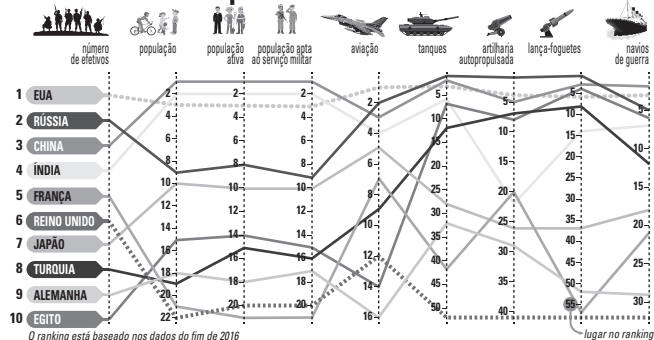 número
de efetivos
população
população
ativa
população apta
ao serviço militar
aviação
tanques
artilharia
autopropulsada
lança-foguetes
navios
de guerra
1 EUA
2 RÚSSIA
3 CHINA
4 ÍNDIA
5 FRANÇA
6 REINO UNIDO
7 JAPÃO
8 TURQUIA
9 ALEMANHA
10 EGITO
2
4
6
8
10
12
14
16
18
20
22
2
4
6
8
10
12
14
16
18
20
2
4
6
8
10
12
14
16
18
20
2
4
6
8
10
12
14
16
5
10
15
20
25
30
35
40
45
50
5
10
15
20
25
30
35
40
5
10
15
20
25
30
35
40
45
50
55
5
10
15
20
25
30
O ranking está baseado nos dados do fim de 2016
lugar no ranking